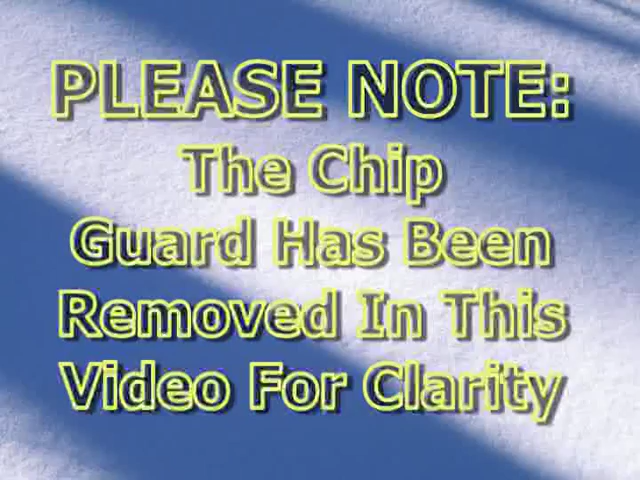 PLEASE NOTE:
The Chip
Guard Has Been
Removed In This
Video For Clarity